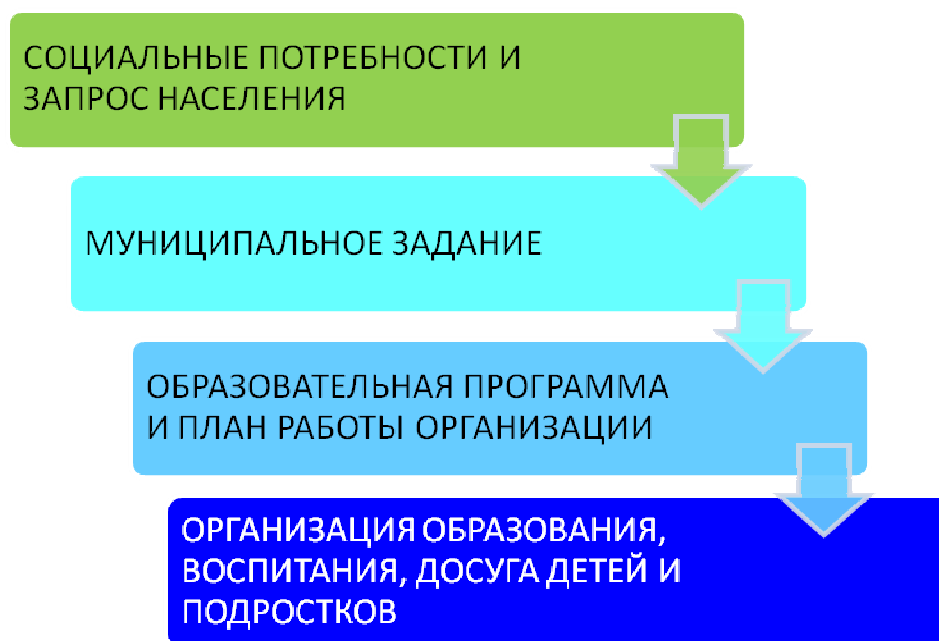 СОЦИАЛЬНЫЕ ПОТРЕБНОСТИ И
ЗАПРОС НАСЕЛЕНИЯ
МУНИЦИПАЛЬНОЕ ЗАДАНИЕ
ОБРАЗОВАТЕЛЬНАЯ ПРОГРАММА
И ПЛАН РАБОТЫ ОРГАНИЗАЦИИ
ОРГАНИЗАЦИЯ ОБРАЗОВАНИЯ,
ВОСПИТАНИЯ, ДОСУГА ДЕТЕЙ И
ПОДРОСТКОВ